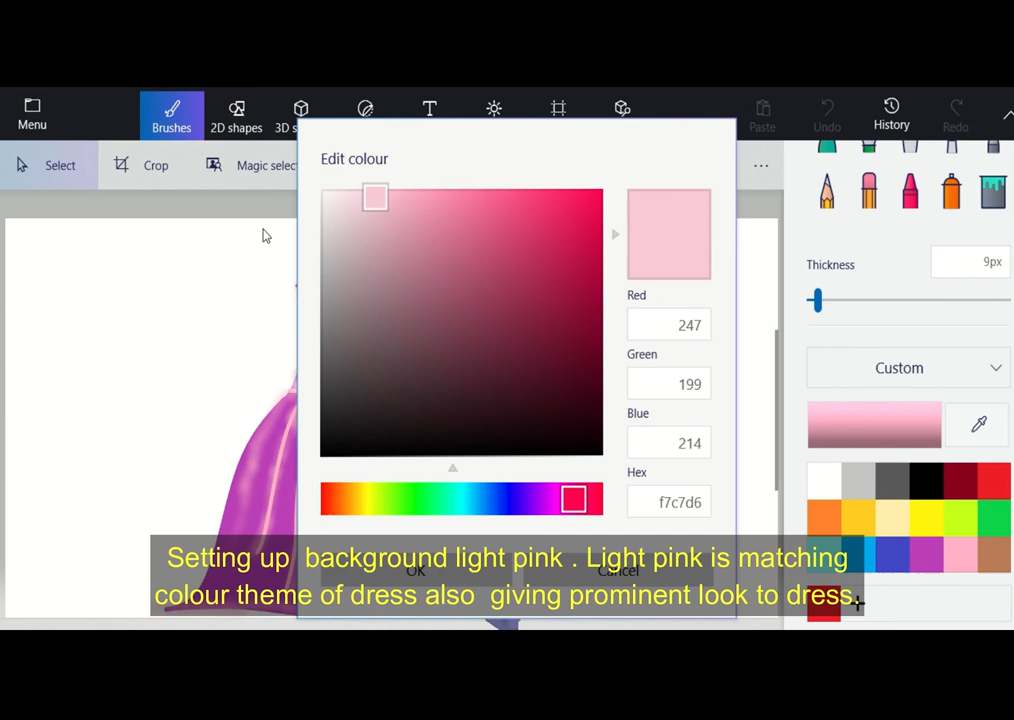 Menu
Brushes
2D shapes
3D s
Paste
Undo
History
Redo
Select
Crop
Magic selec
...
Edit colour
Red
247
Green
199
Blue
214
Hex
f7c7d6
OK
Cancel
Thickness
9px
Custom
Setting up background light pink . Light pink is matching
colour theme of dress also giving prominent look to dress.